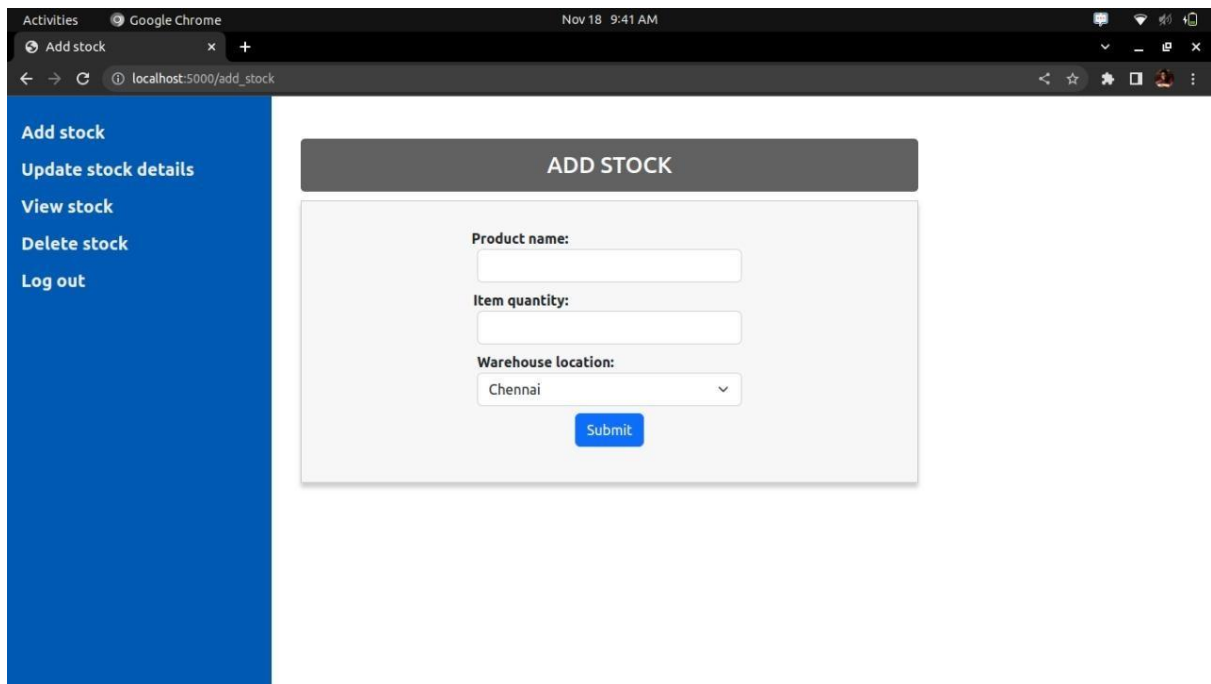 Activities Google Chrome Nov 18 9:41 AM
Add stock
localhost:5000/add_stock
Add stock
Update stock details
View stock
Delete stock
Log out
ADD STOCK
Product name:
Item quantity:
Warehouse location:
Chennai
Submit